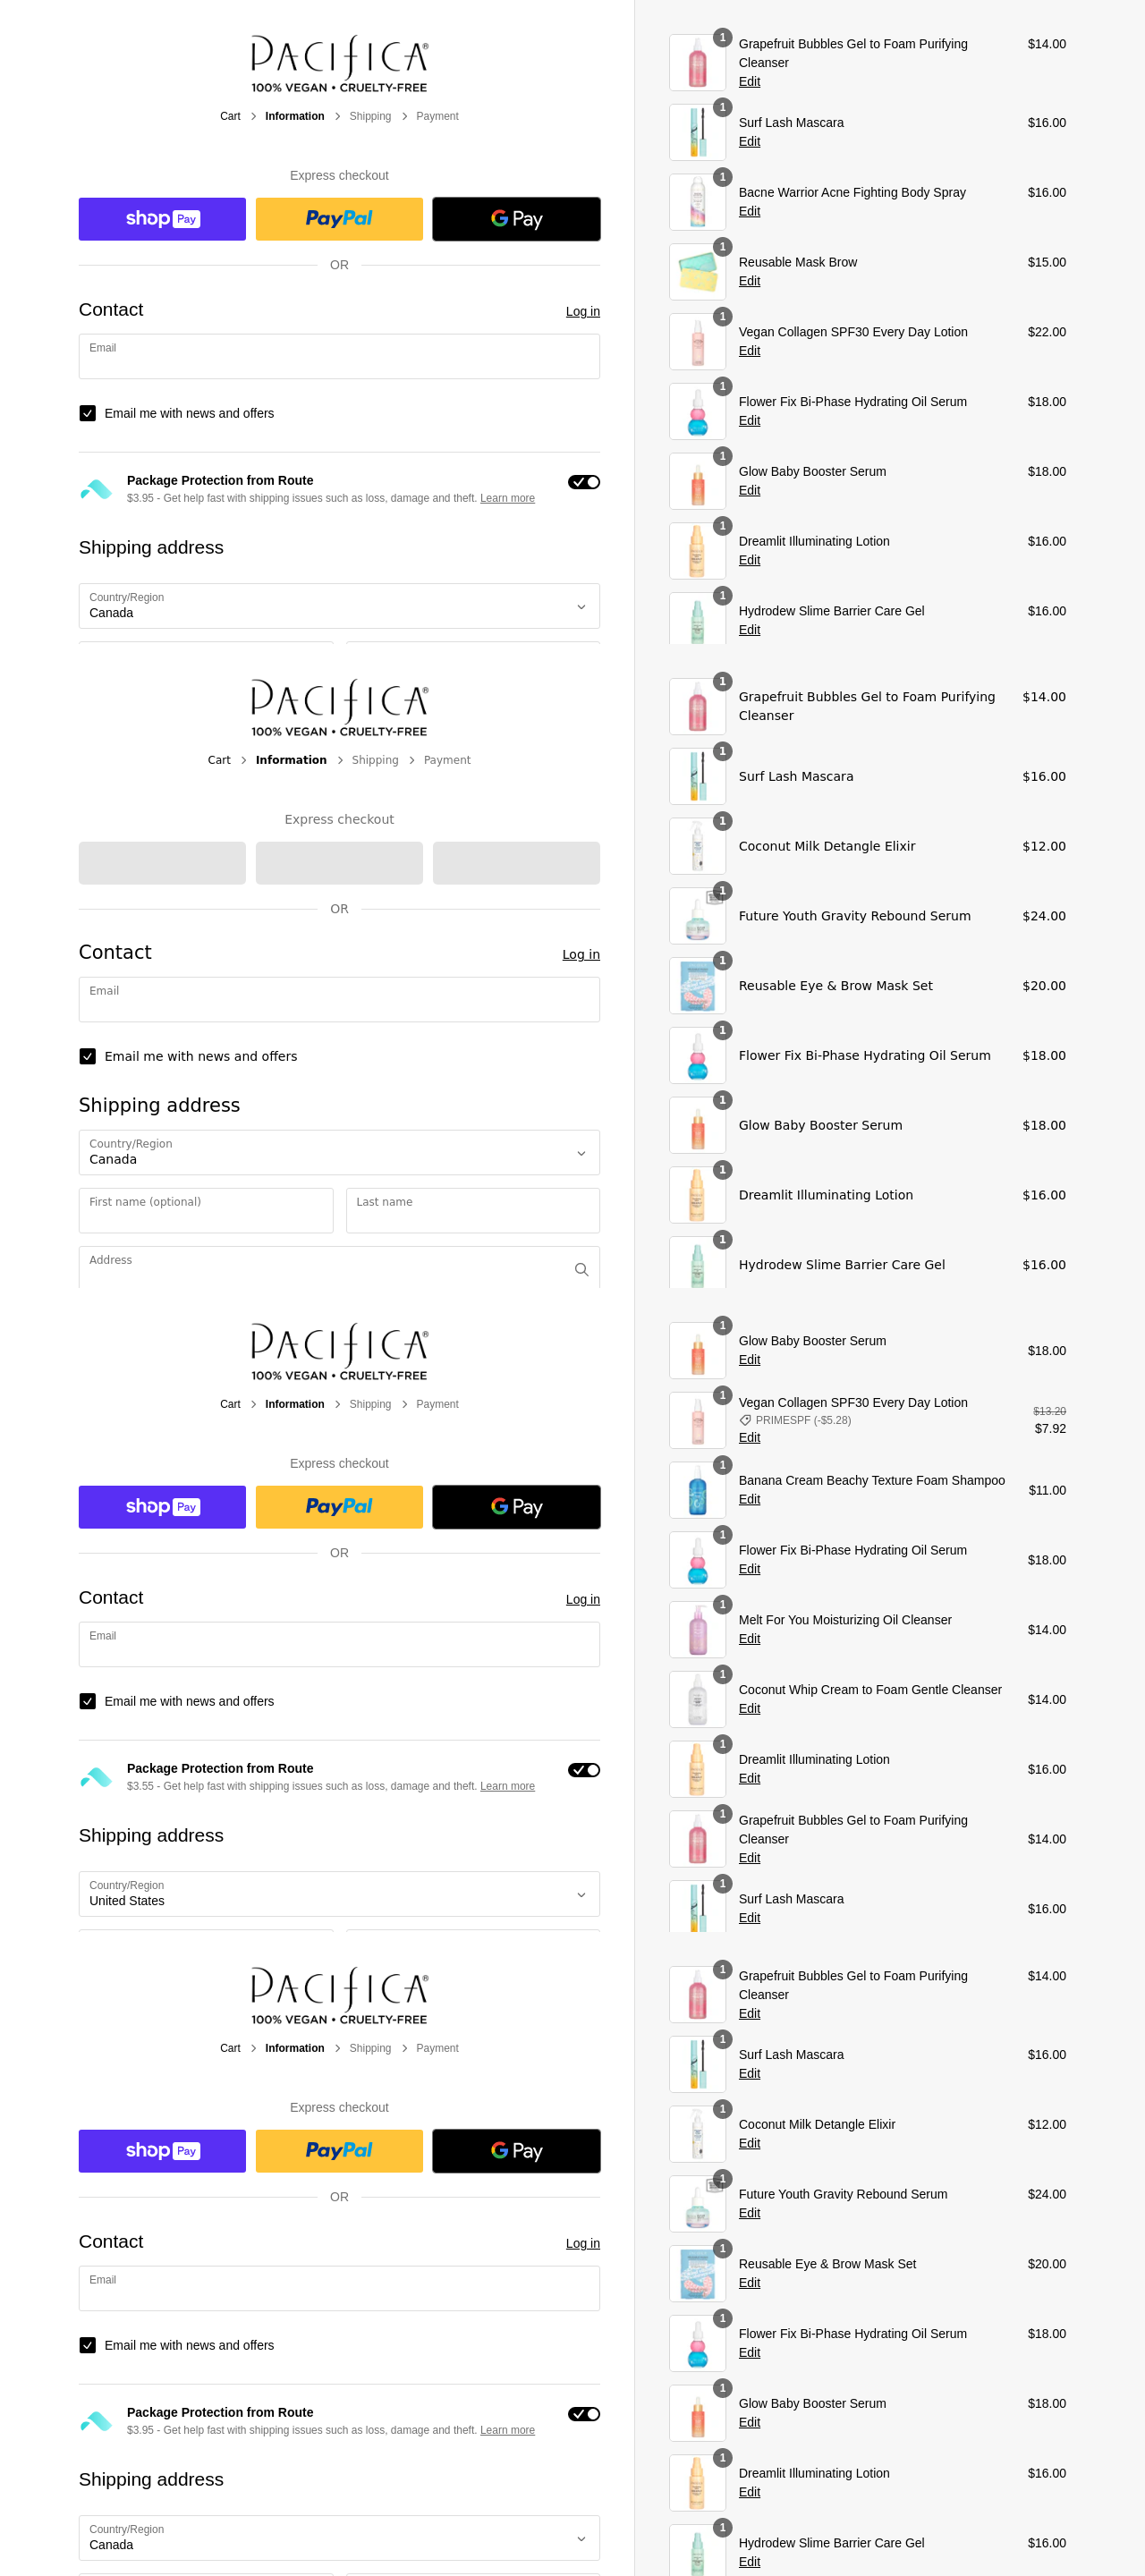 PACIFICA®
100% VEGAN • CRUELTY-FREE
Cart > Information > Shipping > Payment
Express checkout
shop Pay
PayPal
G Pay
OR
Contact
Log in
Email
Email me with news and offers
Package Protection from Route
$3.95 - Get help fast with shipping issues such as loss, damage and theft. Learn more
Shipping address
Country/Region
Canada
1
Grapefruit Bubbles Gel to Foam Purifying
Cleanser
Edit
$14.00
1
Surf Lash Mascara
Edit
$16.00
1
Bacne Warrior Acne Fighting Body Spray
Edit
$16.00
1
Reusable Mask Brow
Edit
$15.00
1
Vegan Collagen SPF30 Every Day Lotion
Edit
$22.00
1
Flower Fix Bi-Phase Hydrating Oil Serum
Edit
$18.00
1
Glow Baby Booster Serum
Edit
$18.00
1
Dreamlit Illuminating Lotion
Edit
$16.00
1
Hydrodew Slime Barrier Care Gel
Edit
$16.00
PACIFICA®
100% VEGAN • CRUELTY-FREE
Cart > Information > Shipping > Payment
Express checkout
OR
Contact
Log in
Email
Email me with news and offers
Shipping address
Country/Region
Canada
First name (optional)
Last name
Address
1
Grapefruit Bubbles Gel to Foam Purifying
Cleanser
$14.00
1
Surf Lash Mascara
$16.00
1
Coconut Milk Detangle Elixir
$12.00
1
Future Youth Gravity Rebound Serum
$24.00
1
Reusable Eye & Brow Mask Set
$20.00
1
Flower Fix Bi-Phase Hydrating Oil Serum
$18.00
1
Glow Baby Booster Serum
$18.00
1
Dreamlit Illuminating Lotion
$16.00
1
Hydrodew Slime Barrier Care Gel
$16.00
PACIFICA®
100% VEGAN • CRUELTY-FREE
Cart > Information > Shipping > Payment
Express checkout
shop Pay
PayPal
G Pay
OR
Contact
Log in
Email
Email me with news and offers
Package Protection from Route
$3.55 - Get help fast with shipping issues such as loss, damage and theft. Learn more
Shipping address
Country/Region
United States
1
Glow Baby Booster Serum
Edit
$18.00
1
Vegan Collagen SPF30 Every Day Lotion
PRIMESPF (-$5.28)
Edit
$13.20
$7.92
1
Banana Cream Beachy Texture Foam Shampoo
Edit
$11.00
1
Flower Fix Bi-Phase Hydrating Oil Serum
Edit
$18.00
1
Melt For You Moisturizing Oil Cleanser
Edit
$14.00
1
Coconut Whip Cream to Foam Gentle Cleanser
Edit
$14.00
1
Dreamlit Illuminating Lotion
Edit
$16.00
1
Grapefruit Bubbles Gel to Foam Purifying
Cleanser
Edit
$14.00
1
Surf Lash Mascara
Edit
$16.00
PACIFICA®
100% VEGAN • CRUELTY-FREE
Cart > Information > Shipping > Payment
Express checkout
shop Pay
PayPal
G Pay
OR
Contact
Log in
Email
Email me with news and offers
Package Protection from Route
$3.95 - Get help fast with shipping issues such as loss, damage and theft. Learn more
Shipping address
Country/Region
Canada
1
Grapefruit Bubbles Gel to Foam Purifying
Cleanser
Edit
$14.00
1
Surf Lash Mascara
Edit
$16.00
1
Coconut Milk Detangle Elixir
Edit
$12.00
1
Future Youth Gravity Rebound Serum
Edit
$24.00
1
Reusable Eye & Brow Mask Set
Edit
$20.00
1
Flower Fix Bi-Phase Hydrating Oil Serum
Edit
$18.00
1
Glow Baby Booster Serum
Edit
$18.00
1
Dreamlit Illuminating Lotion
Edit
$16.00
1
Hydrodew Slime Barrier Care Gel
Edit
$16.00